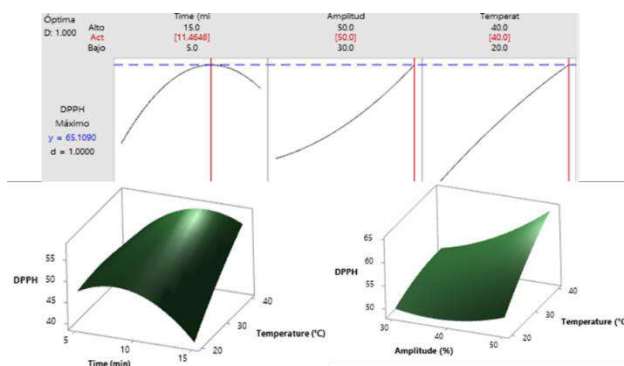 Óptima Time (mi Amplitud Temperat
D: 1.000 Alto 15.0 50.0 40.0
Act [11.4646] [50.0] [40.0]
Bajo 5.0 30.0 20.0
DPPH
Máximo
y = 65.1090
d = 1.0000
55
50
45
40
DPPH
5
10
15
Time (min)
20
30
40
Temperature (°C)
65
60
55
50
DPPH
30
40
50
Amplitude (%)
20
30
40
Temperature (°C